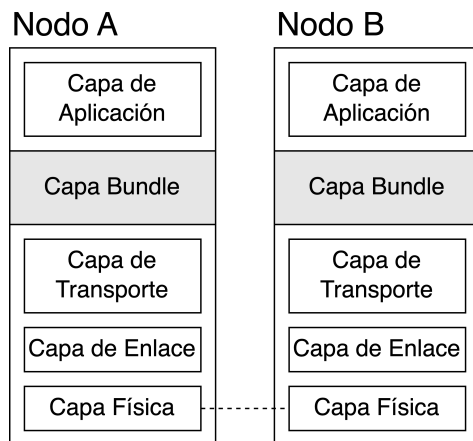 Nodo A
Capa de
Aplicación
Capa Bundle
Capa de
Transporte
Capa de Enlace
Capa Física
Nodo B
Capa de
Aplicación
Capa Bundle
Capa de
Transporte
Capa de Enlace
Capa Física